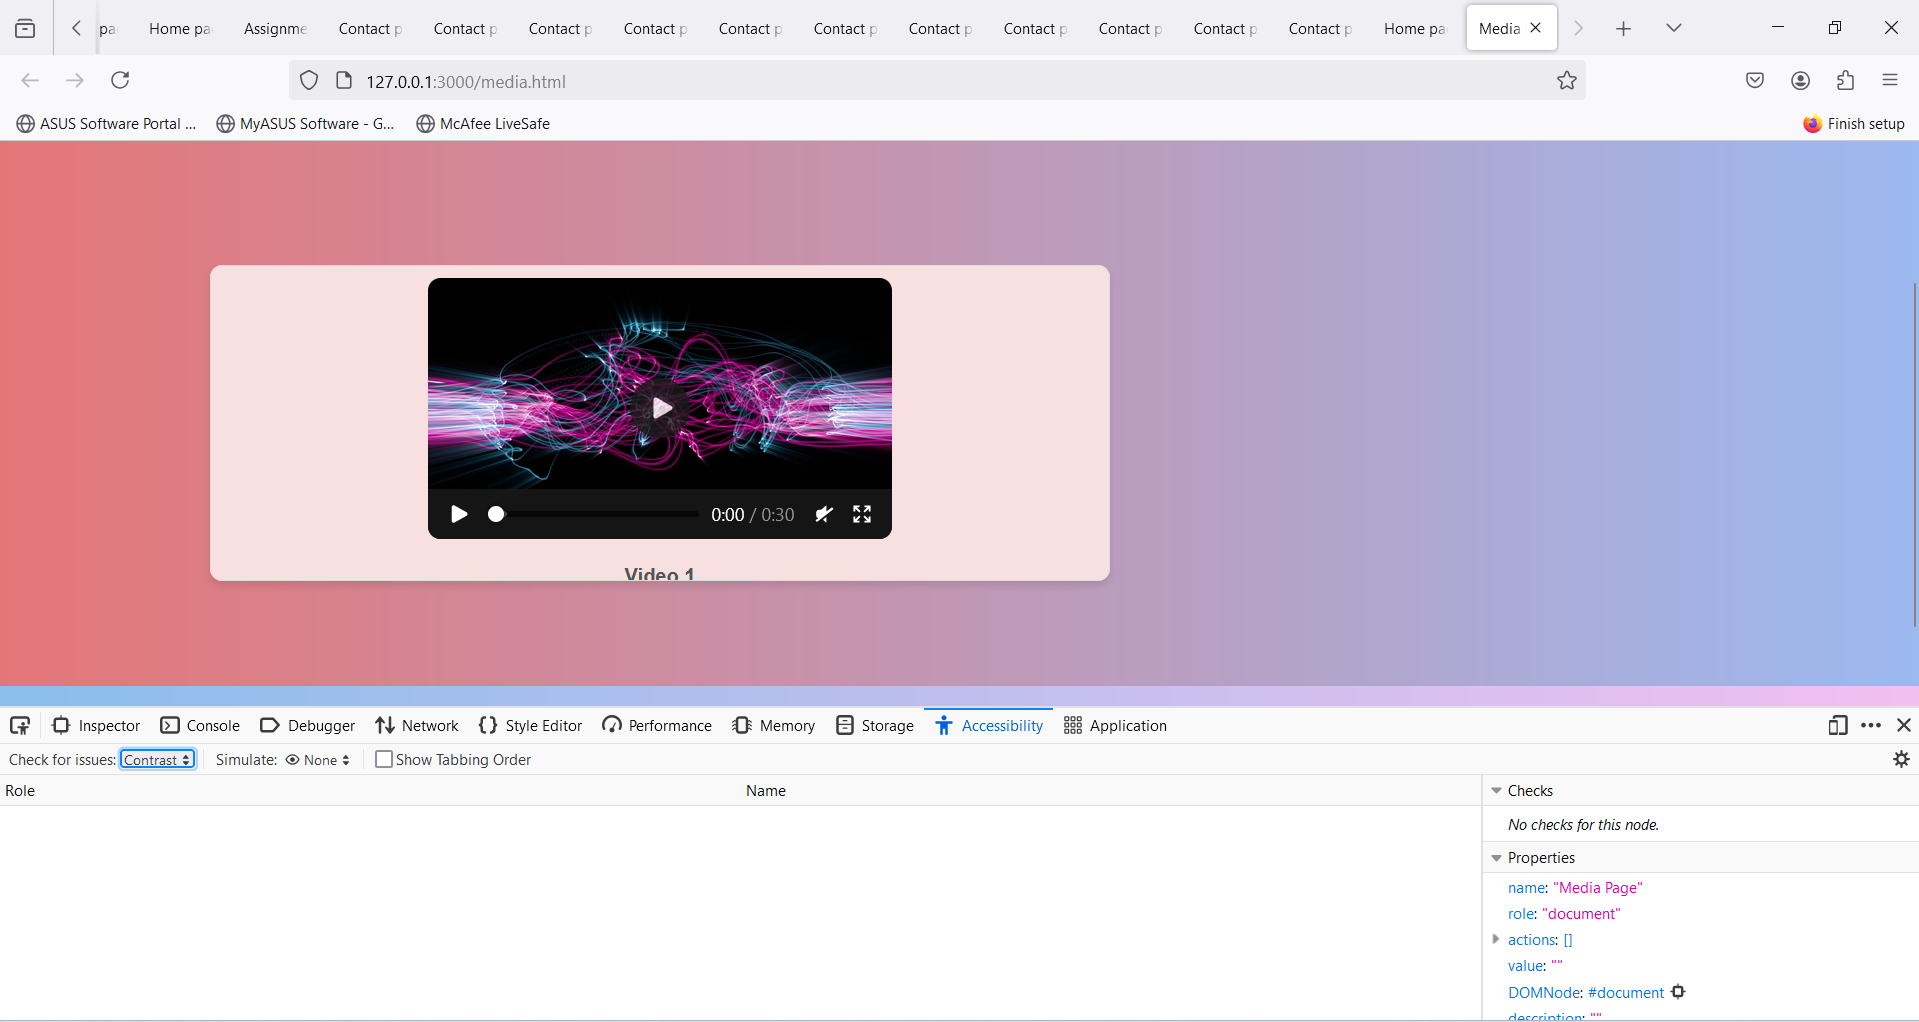 pa Home pa Assignme Contact p Contact p Contact p Contact p Contact p Contact p Contact p Contact p Contact p Contact p Contact p Home pa Media
127.0.0.1:3000/media.html
ASUS Software Portal ... MyASUS Software - G... McAfee LiveSafe Finish setup
0:00 / 0:30
Video 1
Inspector Console Debugger Network Style Editor Performance Memory Storage Accessibility Application
Check for issues: Contrast Simulate: None Show Tabbing Order
Role Name Checks
No checks for this node.
Properties
name: "Media Page"
role: "document"
actions: []
value: ""
DOMNode: #document
description: ""